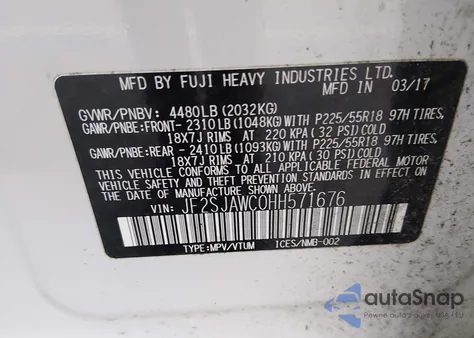 MFD BY FUJI HEAVY INDUSTRIES LTD.
MFD IN JAPAN 03/17
GVWR/PNBV: 4480LB (2032KG)
GAWR/PNBE: FRONT- 2310LB (1048KG) WITH P225/55R18 97H TIRES,
18X7J RIMS AT 220 KPA (32 PSI) COLD
GAWR/PNBE: REAR - 2410LB (1093KG) WITH P225/55R18 97H TIRES,
18X7J RIMS AT 210 KPA (30 PSI) COLD
THIS VEHICLE CONFORMS TO ALL APPLICABLE FEDERAL MOTOR
VEHICLE SAFETY STANDARDS IN EFFECT ON THE
DATE OF MANUFACTURE SHOWN ABOVE.
VIN: JF2SJAWC0HH571676
TYPE:MPV/VTUM ICES/NMB-002
autoSnap